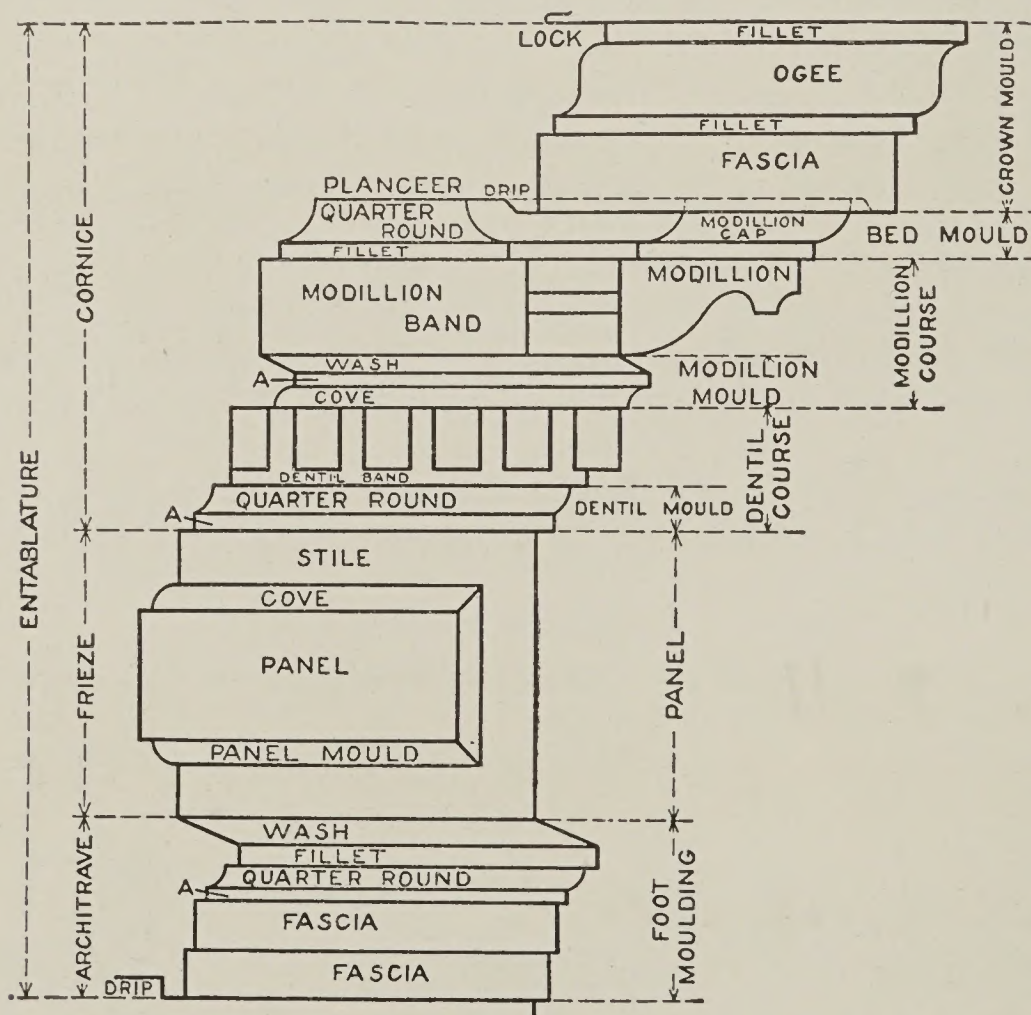 LOCK
FILLET
OGEE
FILLET
FASCIA
CROWN MOULD
PLANCEER
DRIP
QUARTER
ROUND
MODILLION
CAP
BED MOULD
FILLET
MODILLION
BAND
MODILLION
MODILLION
COURSE
WASH
A
COVE
MODILLION
MOULD
CORNICE
DENTIL
COURSE
DENTIL BAND
QUARTER ROUND
DENTIL MOULD
A
ENTABLATURE
STILE
COVE
PANEL
PANEL MOULD
FRIEZE
PANEL
WASH
FILLET
QUARTER ROUND
A
FASCIA
FASCIA
ARCHITRAVE
FOOT
MOULDING
DRIP